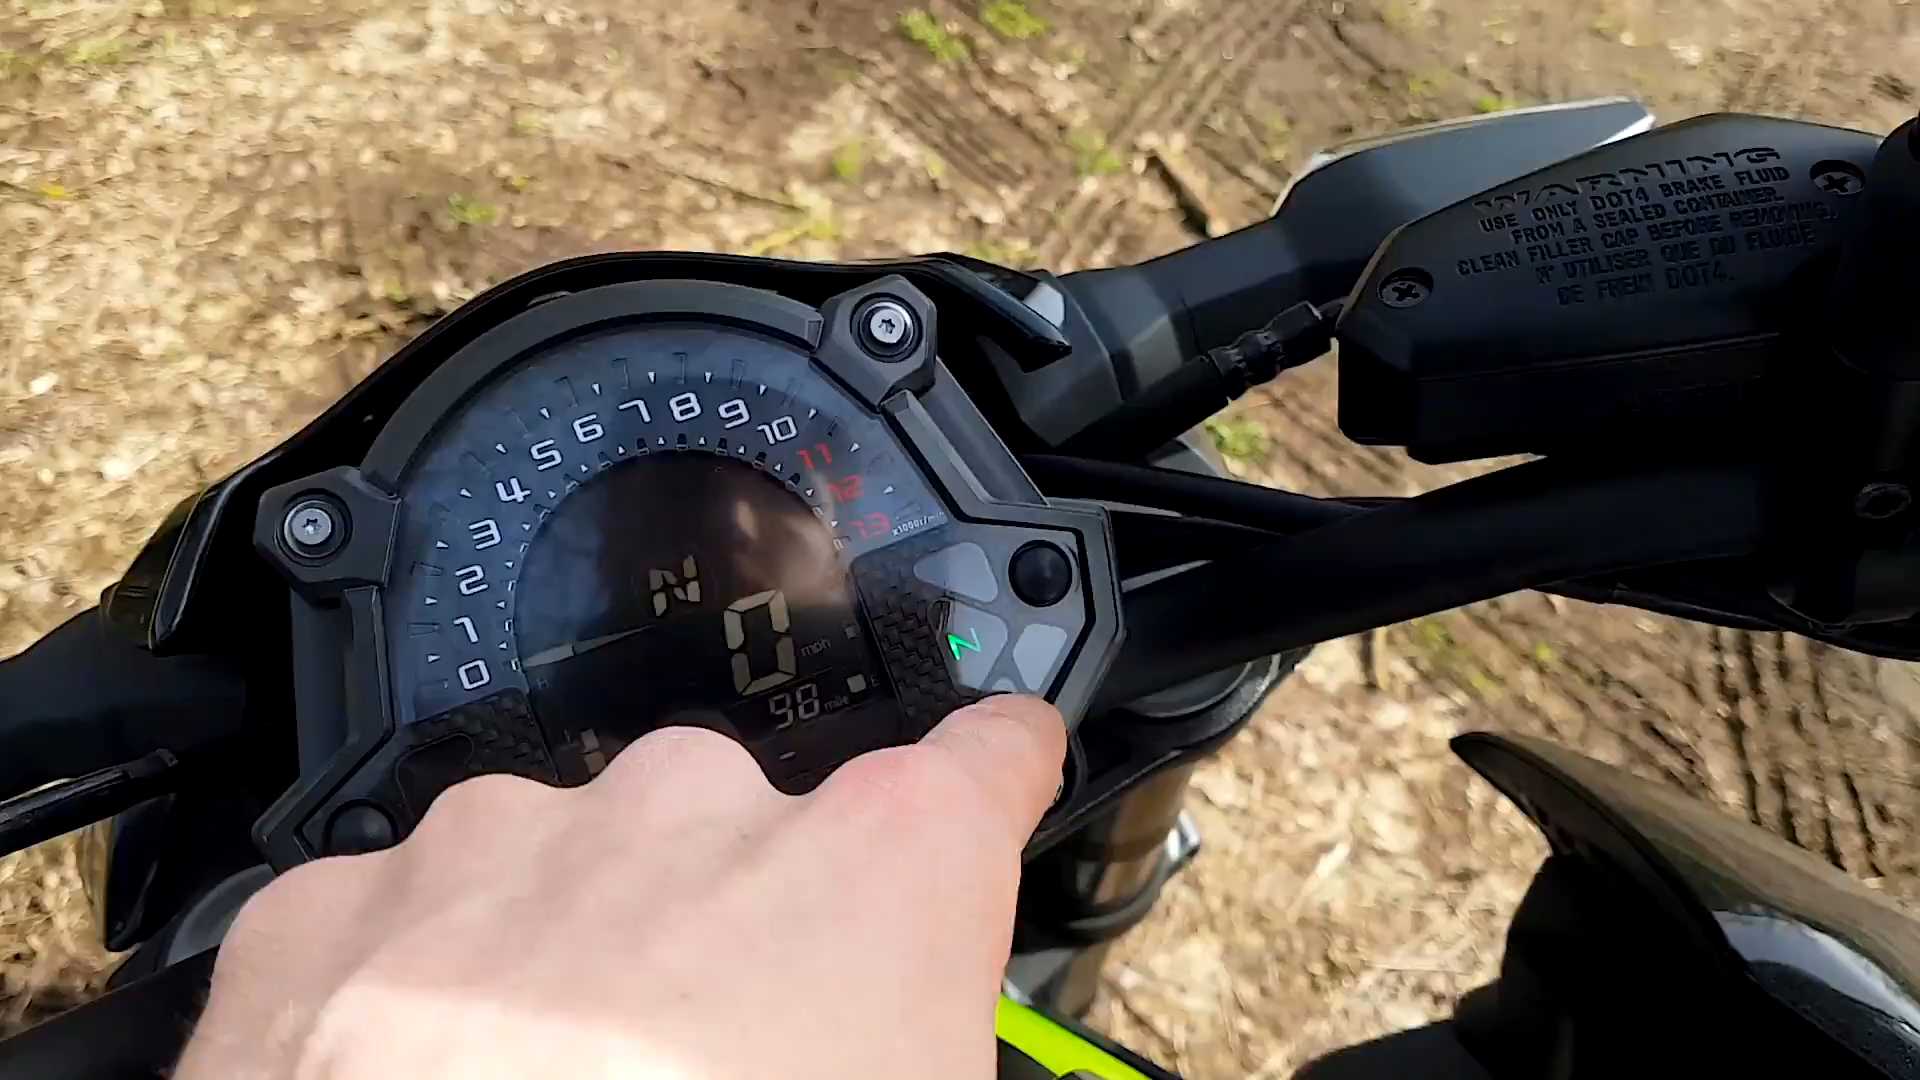 WARNING
USE ONLY DOT4 BRAKE FLUID
FROM A SEALED CONTAINER.
CLEAN FILLER CAP BEFORE REMOVING.
N' UTILISER QUE DU FLUIDE
DE FREIN DOT4.
0 1 2 3 4 5 6 7 8 9 10 11 12 13
x1000r/min
N
0 mph
98 mile E
H
N